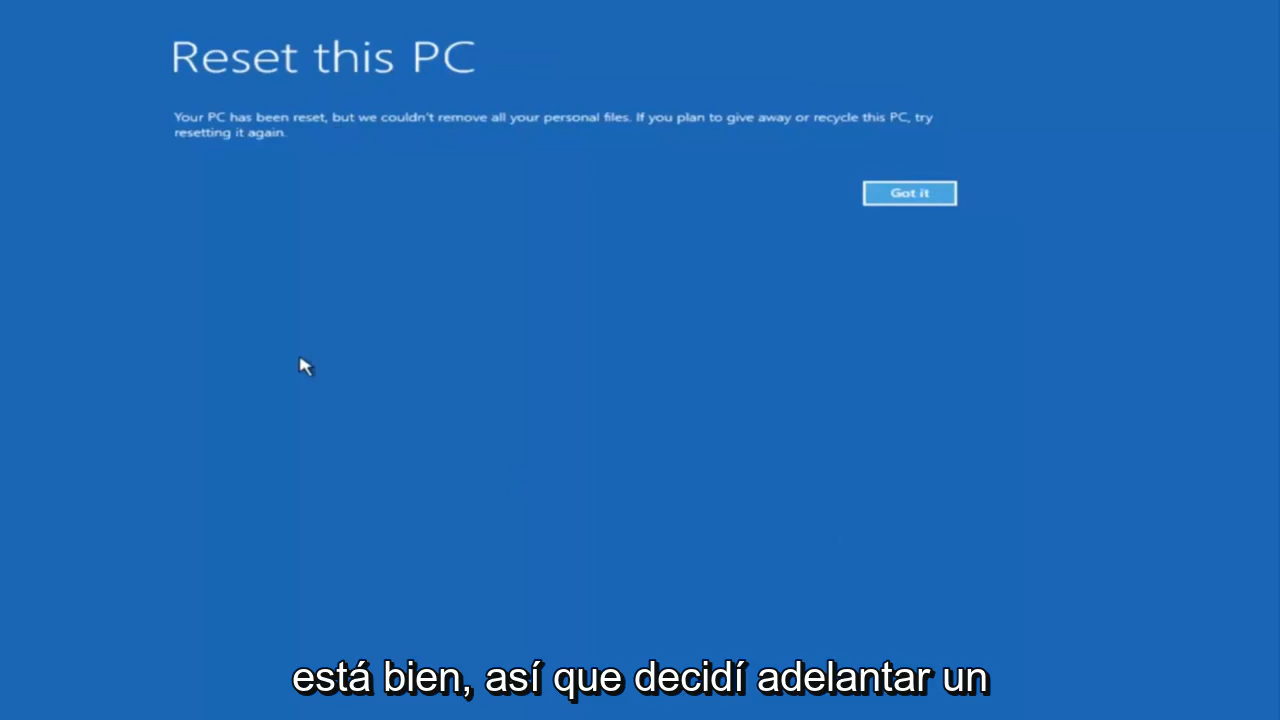 Reset this PC
Your PC has been reset, but we couldn't remove all your personal files. If you plan to give away or recycle this PC, try
resetting it again.
Got it
está bien, así que decidí adelantar un